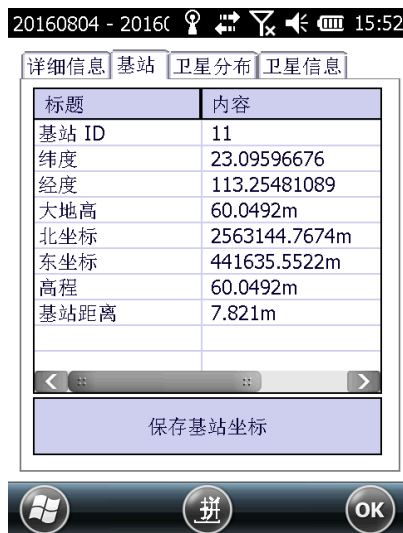 20160804 - 2016( 15:52
详细信息 基站 卫星分布 卫星信息
标题 内容
基站 ID 11
纬度 23.09596676
经度 113.25481089
大地高 60.0492m
北坐标 2563144.7674m
东坐标 441635.5522m
高程 60.0492m
基站距离 7.821m
保存基站坐标
拼 OK